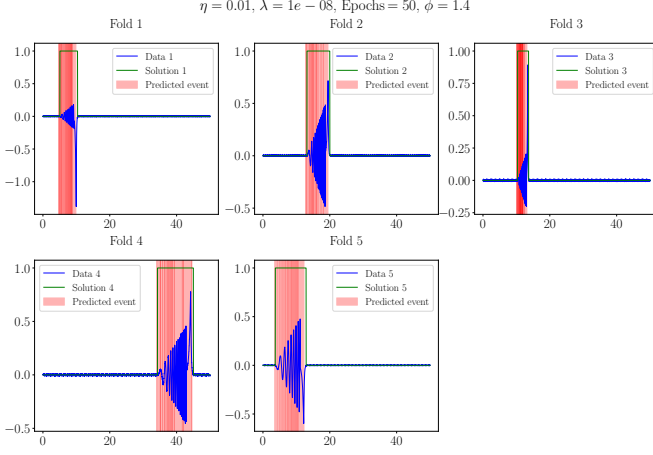 η = 0.01, λ = 1e − 08, Epochs = 50, ϕ = 1.4
Fold 1
Data 1
Solution 1
Predicted event
1.0
0.5
0.0
−0.5
−1.0
0 20 40
Fold 2
Data 2
Solution 2
Predicted event
1.0
0.5
0.0
−0.5
0 20 40
Fold 3
Data 3
Solution 3
Predicted event
1.00
0.75
0.50
0.25
0.00
−0.25
0 20 40
Fold 4
Data 4
Solution 4
Predicted event
1.0
0.5
0.0
−0.5
0 20 40
Fold 5
Data 5
Solution 5
Predicted event
1.0
0.5
0.0
−0.5
0 20 40